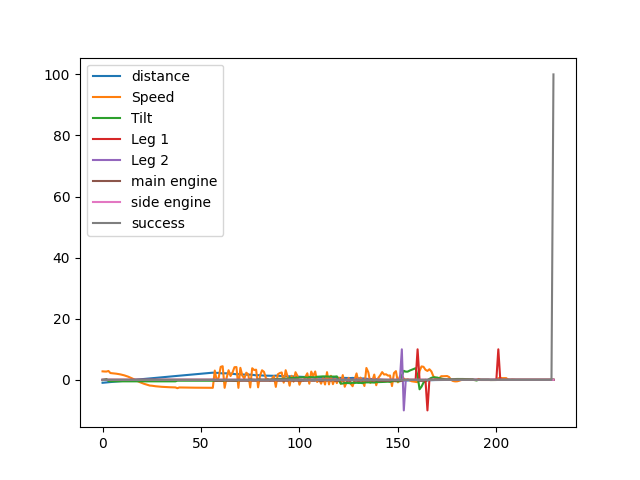 distance
Speed
Tilt
Leg 1
Leg 2
main engine
side engine
success
100
80
60
40
20
0
0 50 100 150 200